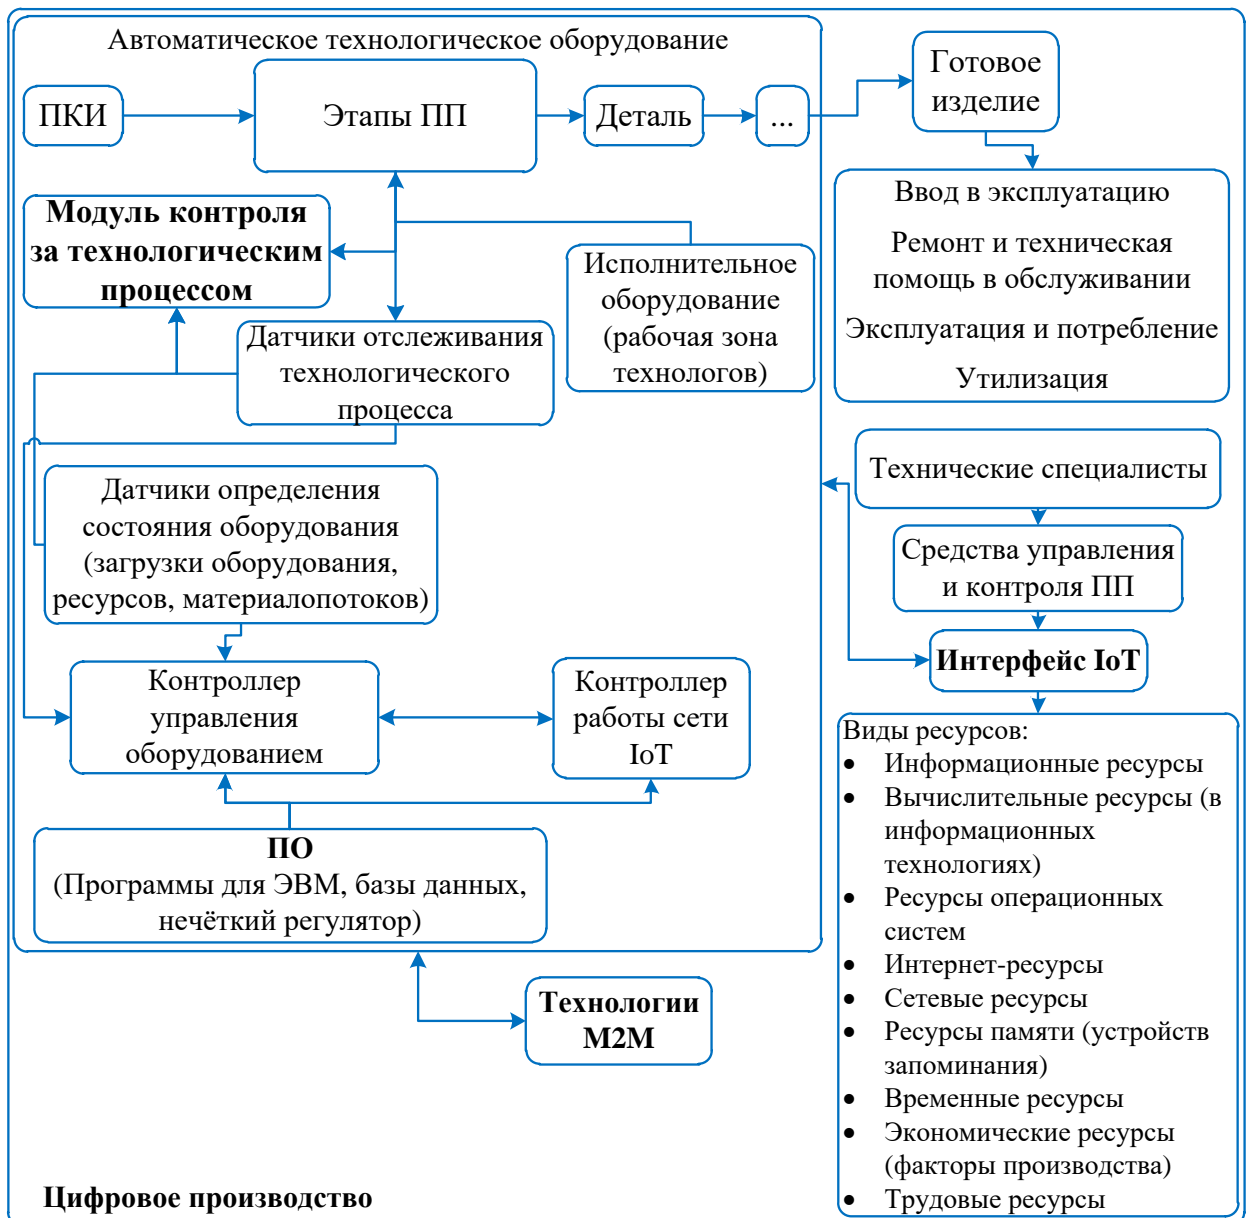 Автоматическое технологическое оборудование
ПКИ
Этапы ПП
Деталь
...
Готовое
изделие
Ввод в эксплуатацию
Ремонт и техническая
помощь в обслуживании
Эксплуатация и потребление
Утилизация
Модуль контроля
за технологическим
процессом
Исполнительное
оборудование
(рабочая зона
технологов)
Датчики отслеживания
технологического
процесса
Датчики определения
состояния оборудования
(загрузки оборудования,
ресурсов, материалопотоков)
Технические специалисты
Средства управления
и контроля ПП
Интерфейс IoT
Контроллер
управления
оборудованием
Контроллер
работы сети
IoT
ПО
(Программы для ЭВМ, базы данных,
нечёткий регулятор)
Технологии
M2M
Виды ресурсов:
• Информационные ресурсы
• Вычислительные ресурсы (в
информационных
технологиях)
• Ресурсы операционных
систем
• Интернет-ресурсы
• Сетевые ресурсы
• Ресурсы памяти (устройств
запоминания)
• Временные ресурсы
• Экономические ресурсы
(факторы производства)
• Трудовые ресурсы
Цифровое производство